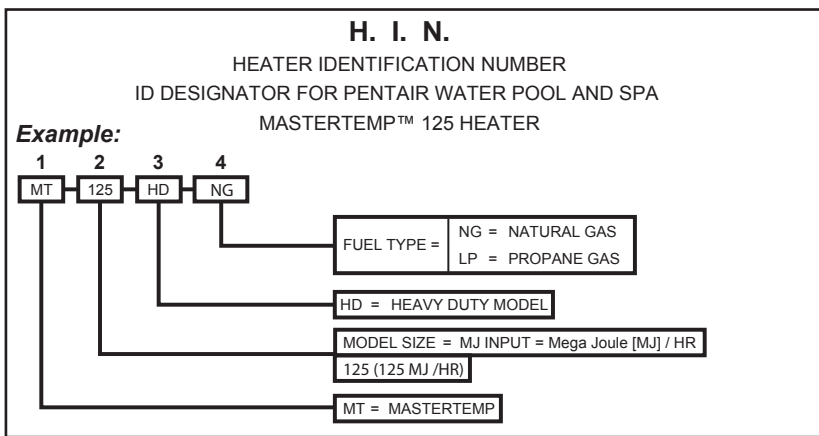 H. I. N.
HEATER IDENTIFICATION NUMBER
ID DESIGNATOR FOR PENTAIR WATER POOL AND SPA
MASTERTEMP™ 125 HEATER
Example:
1 2 3 4
MT 125 HD NG
FUEL TYPE =
NG = NATURAL GAS
LP = PROPANE GAS
HD = HEAVY DUTY MODEL
MODEL SIZE = MJ INPUT = Mega Joule [MJ] / HR
125 (125 MJ /HR)
MT = MASTERTEMP